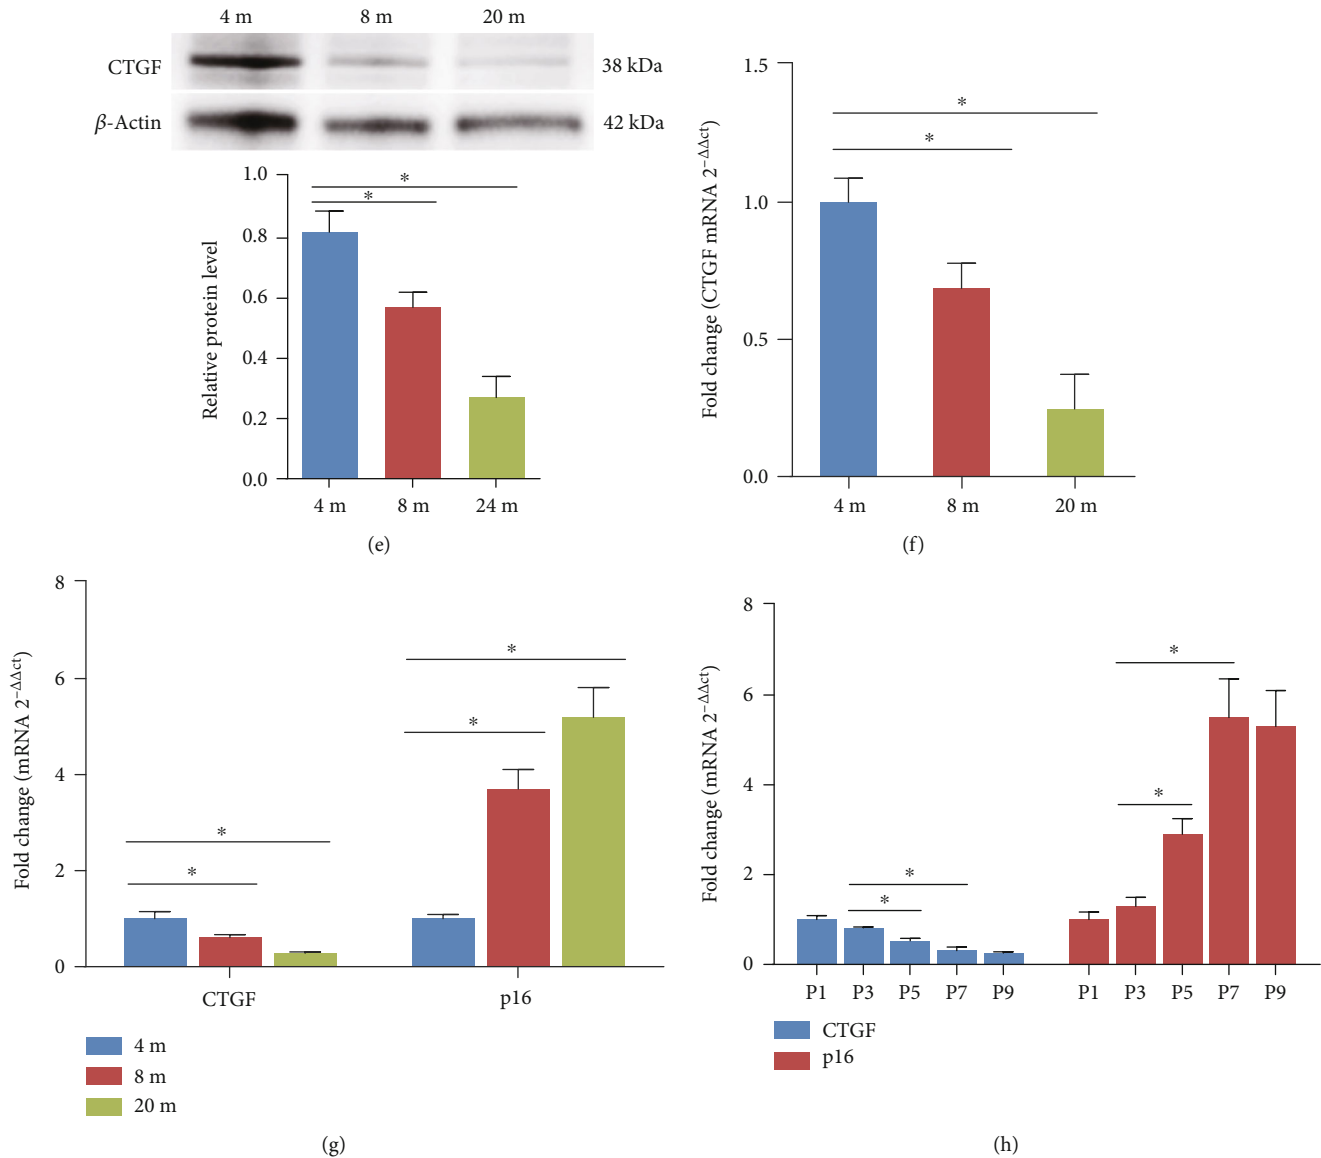 4 m 8 m 20 m
CTGF 38 kDa
β-Actin 42 kDa
Relative protein level
1.0
0.8
0.6
0.4
0.2
0.0
* *
4 m 8 m 24 m
(e)
Fold change (CTGF mRNA 2−ΔΔct)
1.5
1.0
0.5
0.0
* *
4 m 8 m 20 m
(f)
Fold change (mRNA 2−ΔΔct)
8
6
4
2
0
* * * *
CTGF p16
4 m
8 m
20 m
(g)
Fold change (mRNA 2−ΔΔct)
8
6
4
2
0
* * * *
P1 P3 P5 P7 P9 P1 P3 P5 P7 P9
CTGF
p16
(h)